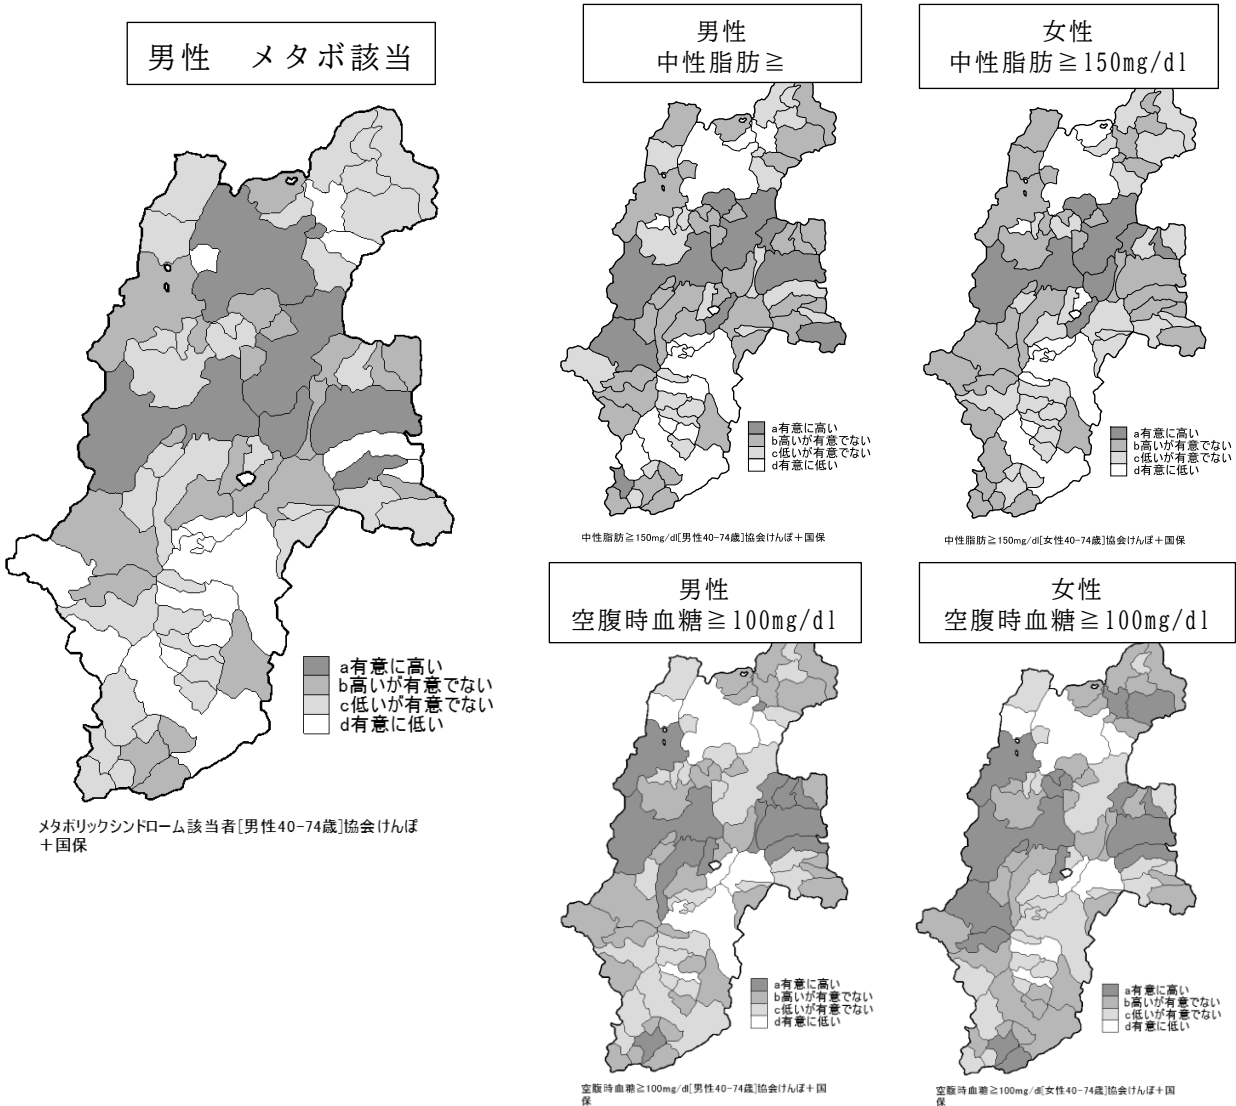 男性　メタボ該当
a有意に高い
b高いが有意でない
c低いが有意でない
d有意に低い
メタボリックシンドローム該当者[男性40-74歳]協会けんぽ
＋国保
男性
中性脂肪≧
a有意に高い
b高いが有意でない
c低いが有意でない
d有意に低い
中性脂肪≧150mg/dl[男性40-74歳]協会けんぽ＋国保
女性
中性脂肪≧150mg/dl
a有意に高い
b高いが有意でない
c低いが有意でない
d有意に低い
中性脂肪≧150mg/dl[女性40-74歳]協会けんぽ＋国保
男性
空腹時血糖≧100mg/dl
a有意に高い
b高いが有意でない
c低いが有意でない
d有意に低い
空腹時血糖≧100mg/dl[男性40-74歳]協会けんぽ＋国
保
女性
空腹時血糖≧100mg/dl
a有意に高い
b高いが有意でない
c低いが有意でない
d有意に低い
空腹時血糖≧100mg/dl[女性40-74歳]協会けんぽ＋国
保